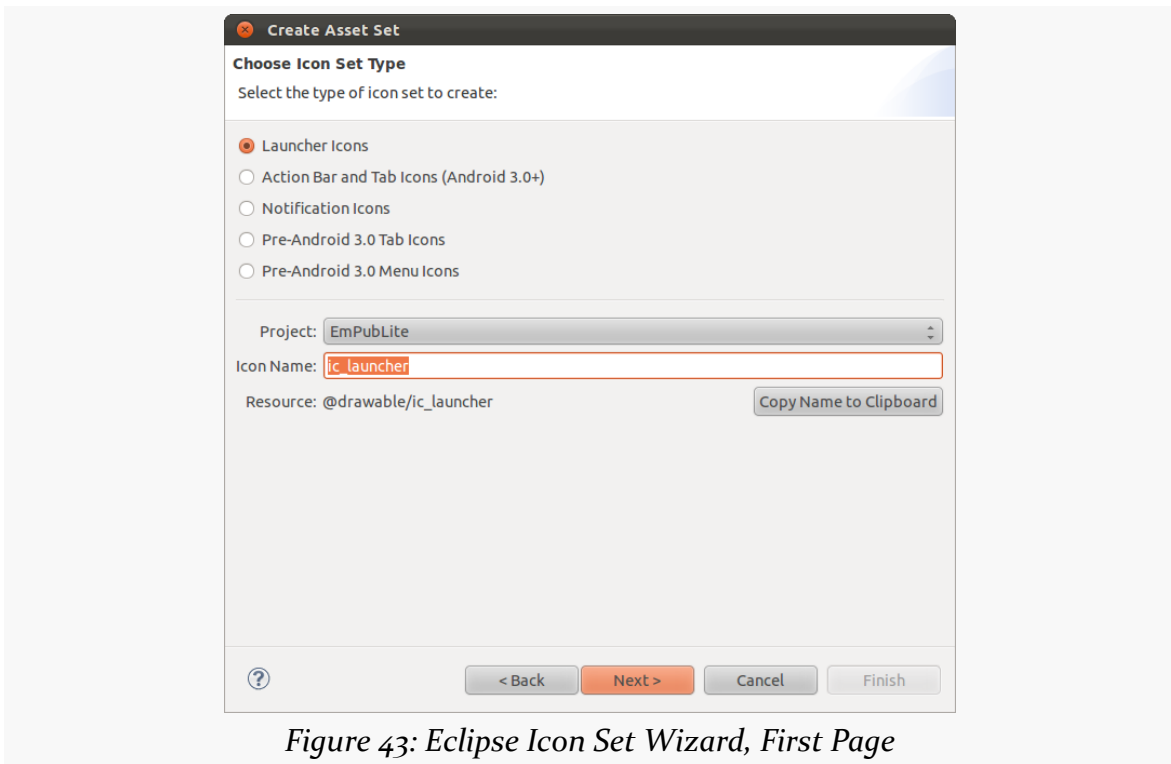 Create Asset Set
Choose Icon Set Type
Select the type of icon set to create:
Launcher Icons
Action Bar and Tab Icons (Android 3.0+)
Notification Icons
Pre-Android 3.0 Tab Icons
Pre-Android 3.0 Menu Icons
Project: EmPubLite
Icon Name: ic_launcher
Resource: @drawable/ic_launcher Copy Name to Clipboard
? < Back Next > Cancel Finish
Figure 43: Eclipse Icon Set Wizard, First Page